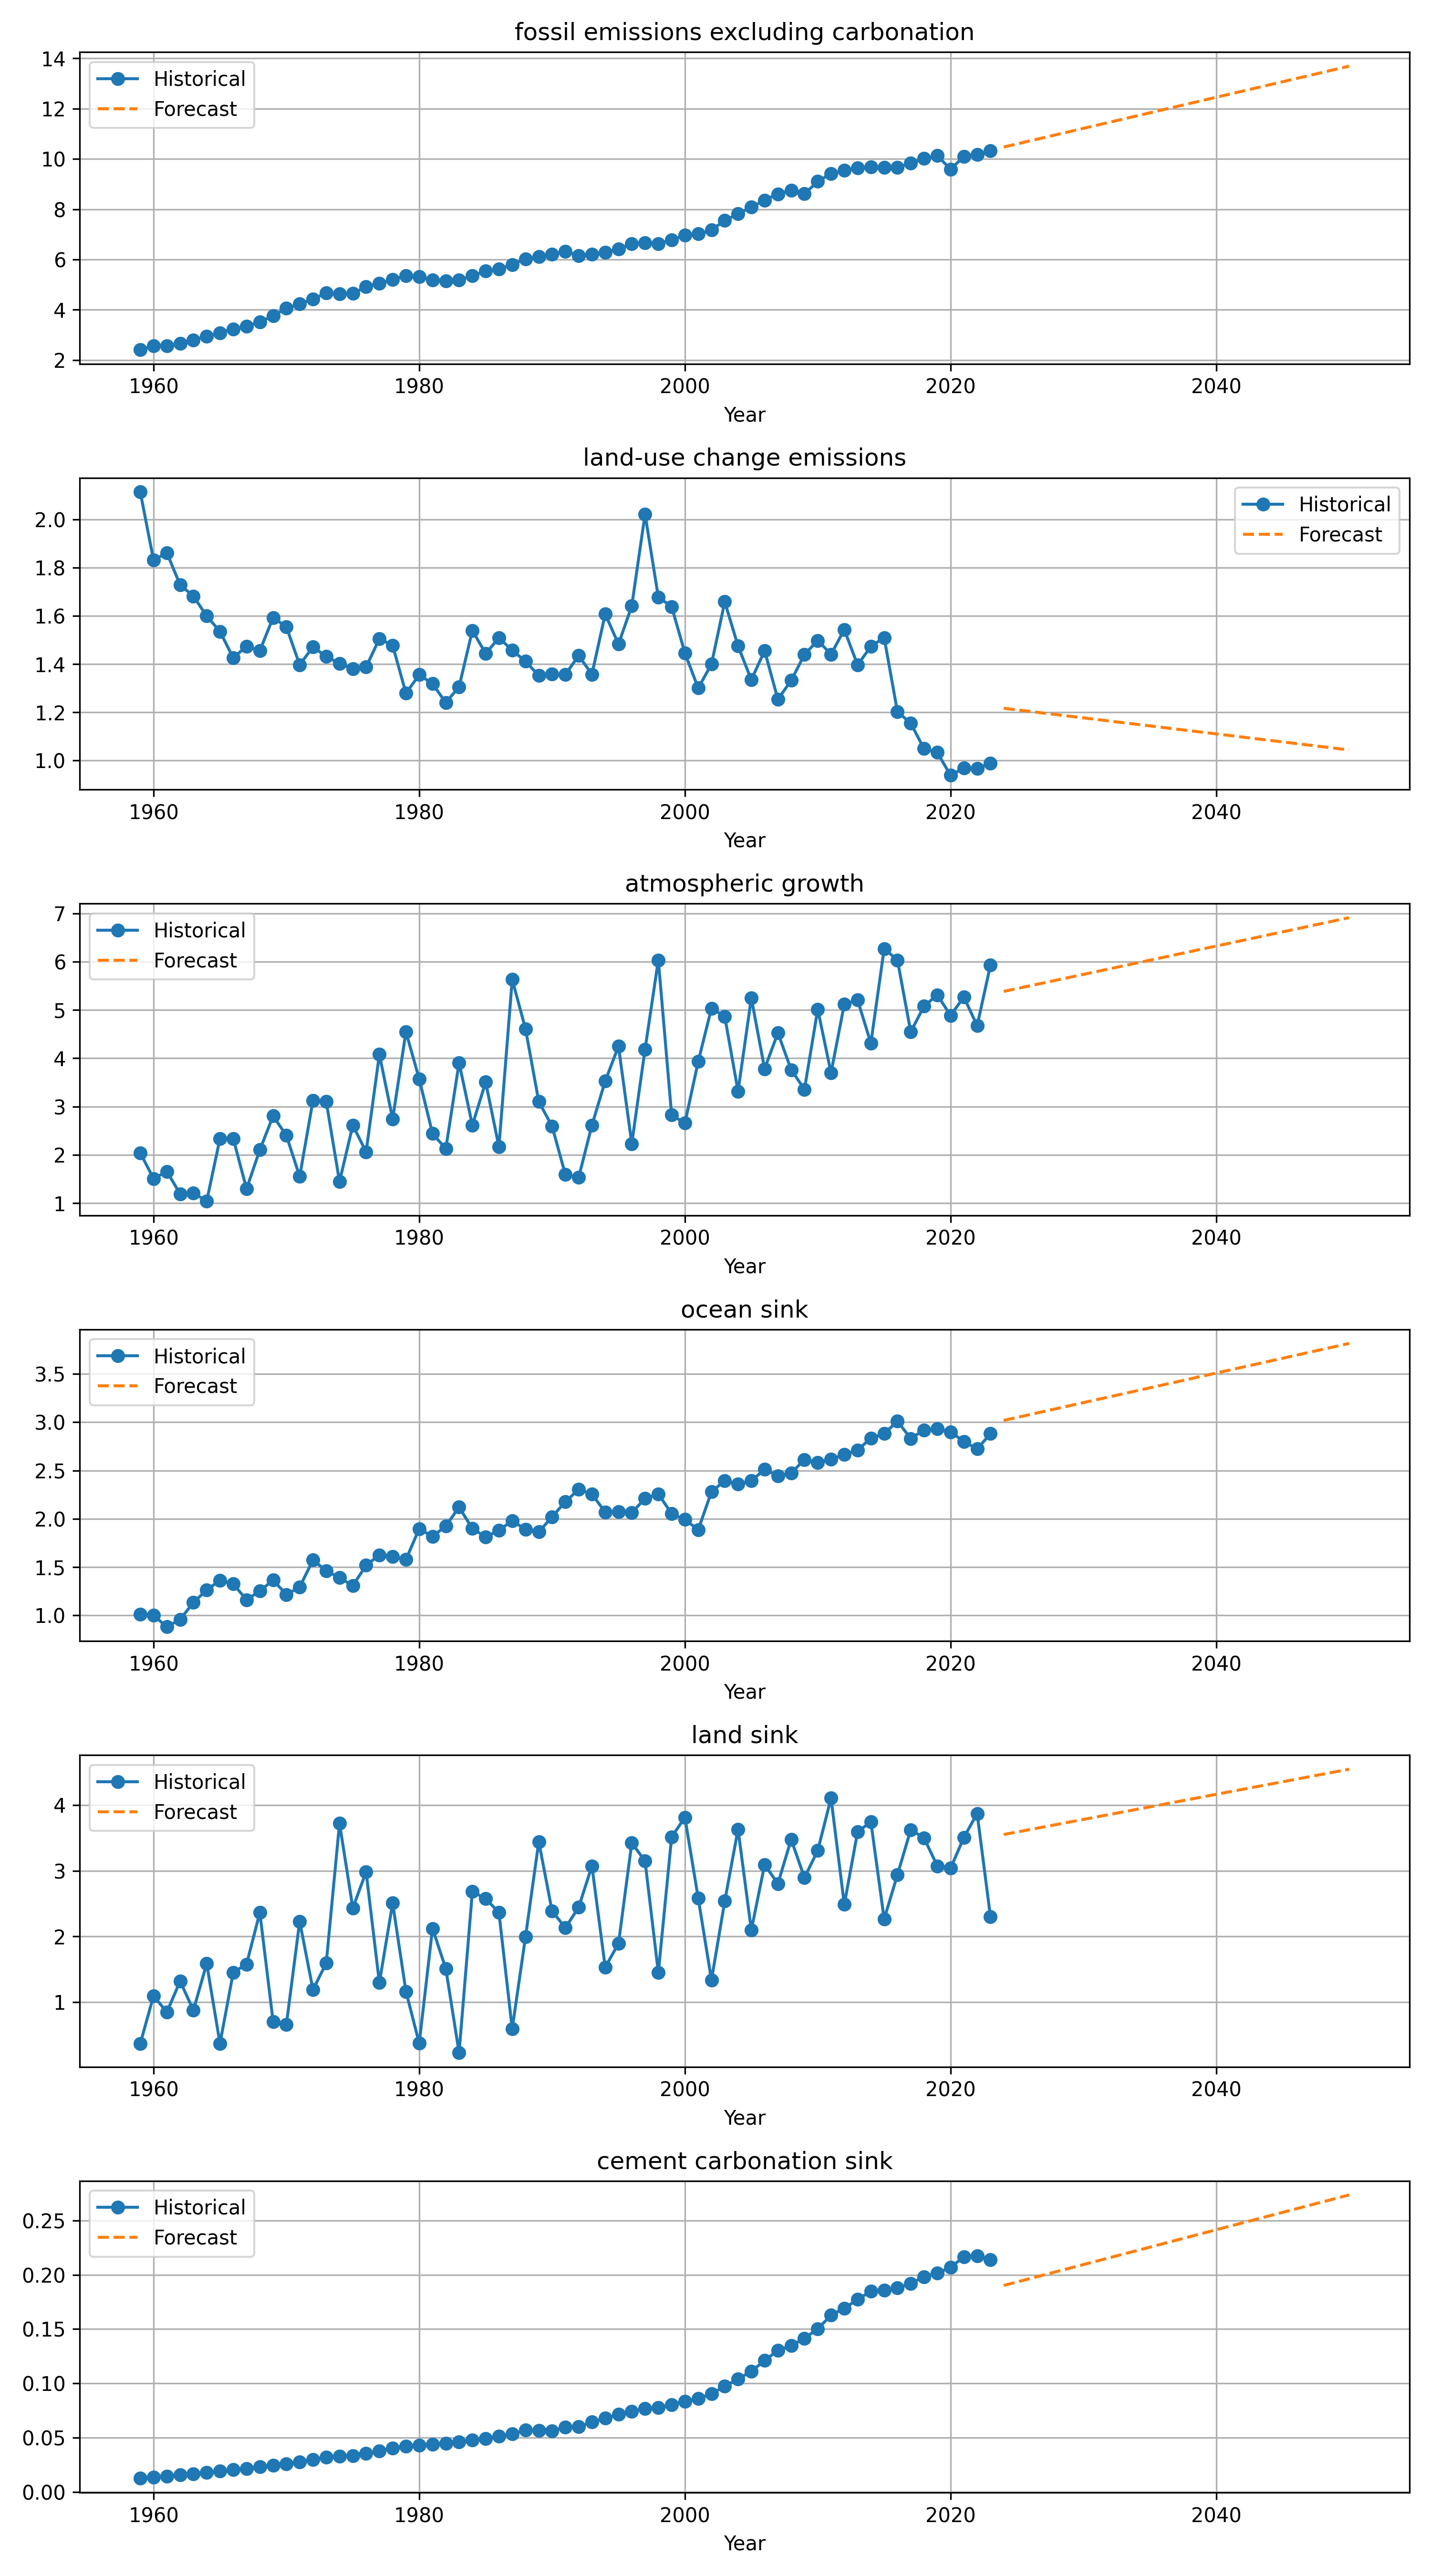 fossil emissions excluding carbonation
14
12
10
8
6
4
2
Historical
Forecast
1960 1980 2000 2020 2040
Year
land-use change emissions
2.0
1.8
1.6
1.4
1.2
1.0
Historical
Forecast
1960 1980 2000 2020 2040
Year
atmospheric growth
7
6
5
4
3
2
1
Historical
Forecast
1960 1980 2000 2020 2040
Year
ocean sink
3.5
3.0
2.5
2.0
1.5
1.0
Historical
Forecast
1960 1980 2000 2020 2040
Year
land sink
4
3
2
1
Historical
Forecast
1960 1980 2000 2020 2040
Year
cement carbonation sink
0.25
0.20
0.15
0.10
0.05
0.00
Historical
Forecast
1960 1980 2000 2020 2040
Year